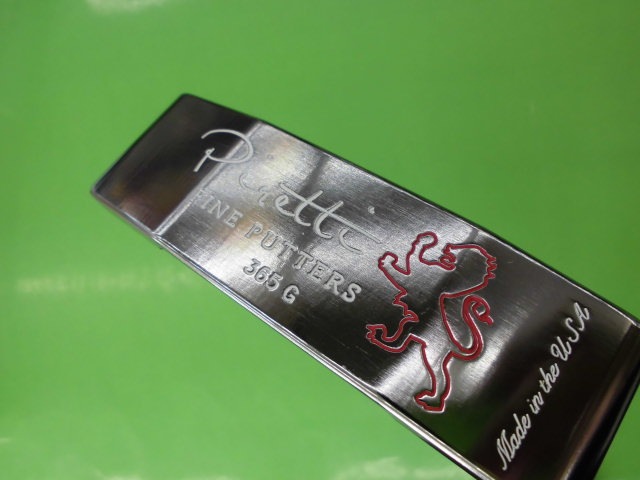 Piretti
FINE PUTTERS
365 G
Made in the USA